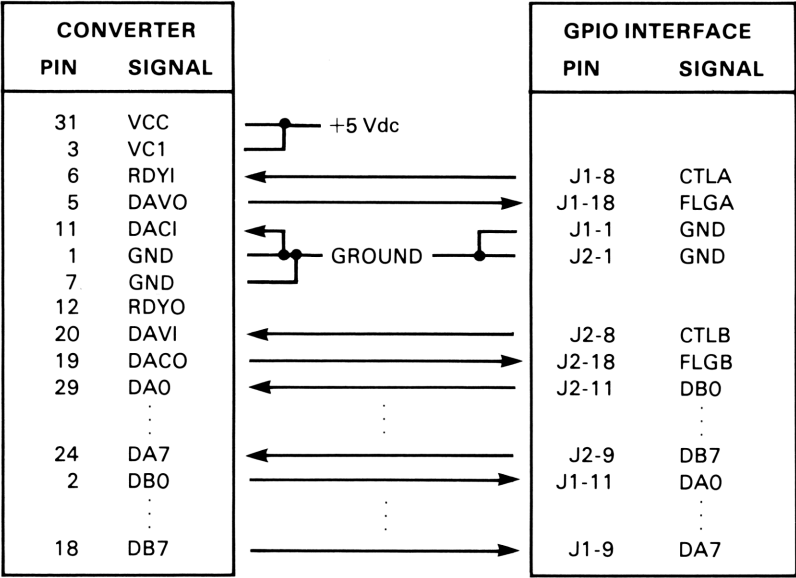 CONVERTER GPIO INTERFACE
PIN SIGNAL PIN SIGNAL
31 VCC +5 Vdc
3 VC1
6 RDYI J1-8 CTLA
5 DAVO J1-18 FLGA
11 DACI J1-1 GND
1 GND GROUND J2-1 GND
7 GND
12 RDYO
20 DAVI J2-8 CTLB
19 DACO J2-18 FLGB
29 DA0 J2-11 DB0
24 DA7 J2-9 DB7
2 DB0 J1-11 DA0
18 DB7 J1-9 DA7